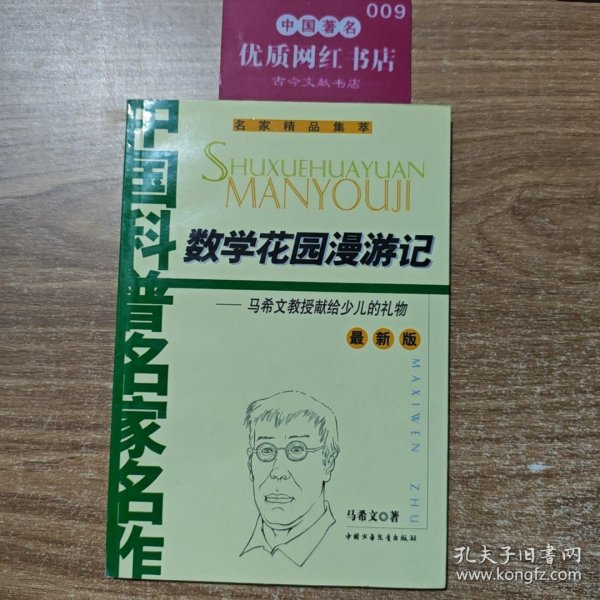 009
中国著名
优质网红书店
古今文献书店
中国科普名家名作
名家精品集萃
SHUXUEHUAYUAN
MANYOUJI
数学花园漫游记
——马希文教授献给少儿的礼物
最新版
MAXIWEN ZHU
马希文◎著
中国少年儿童出版社
孔夫子旧书网
www.kongfz.com